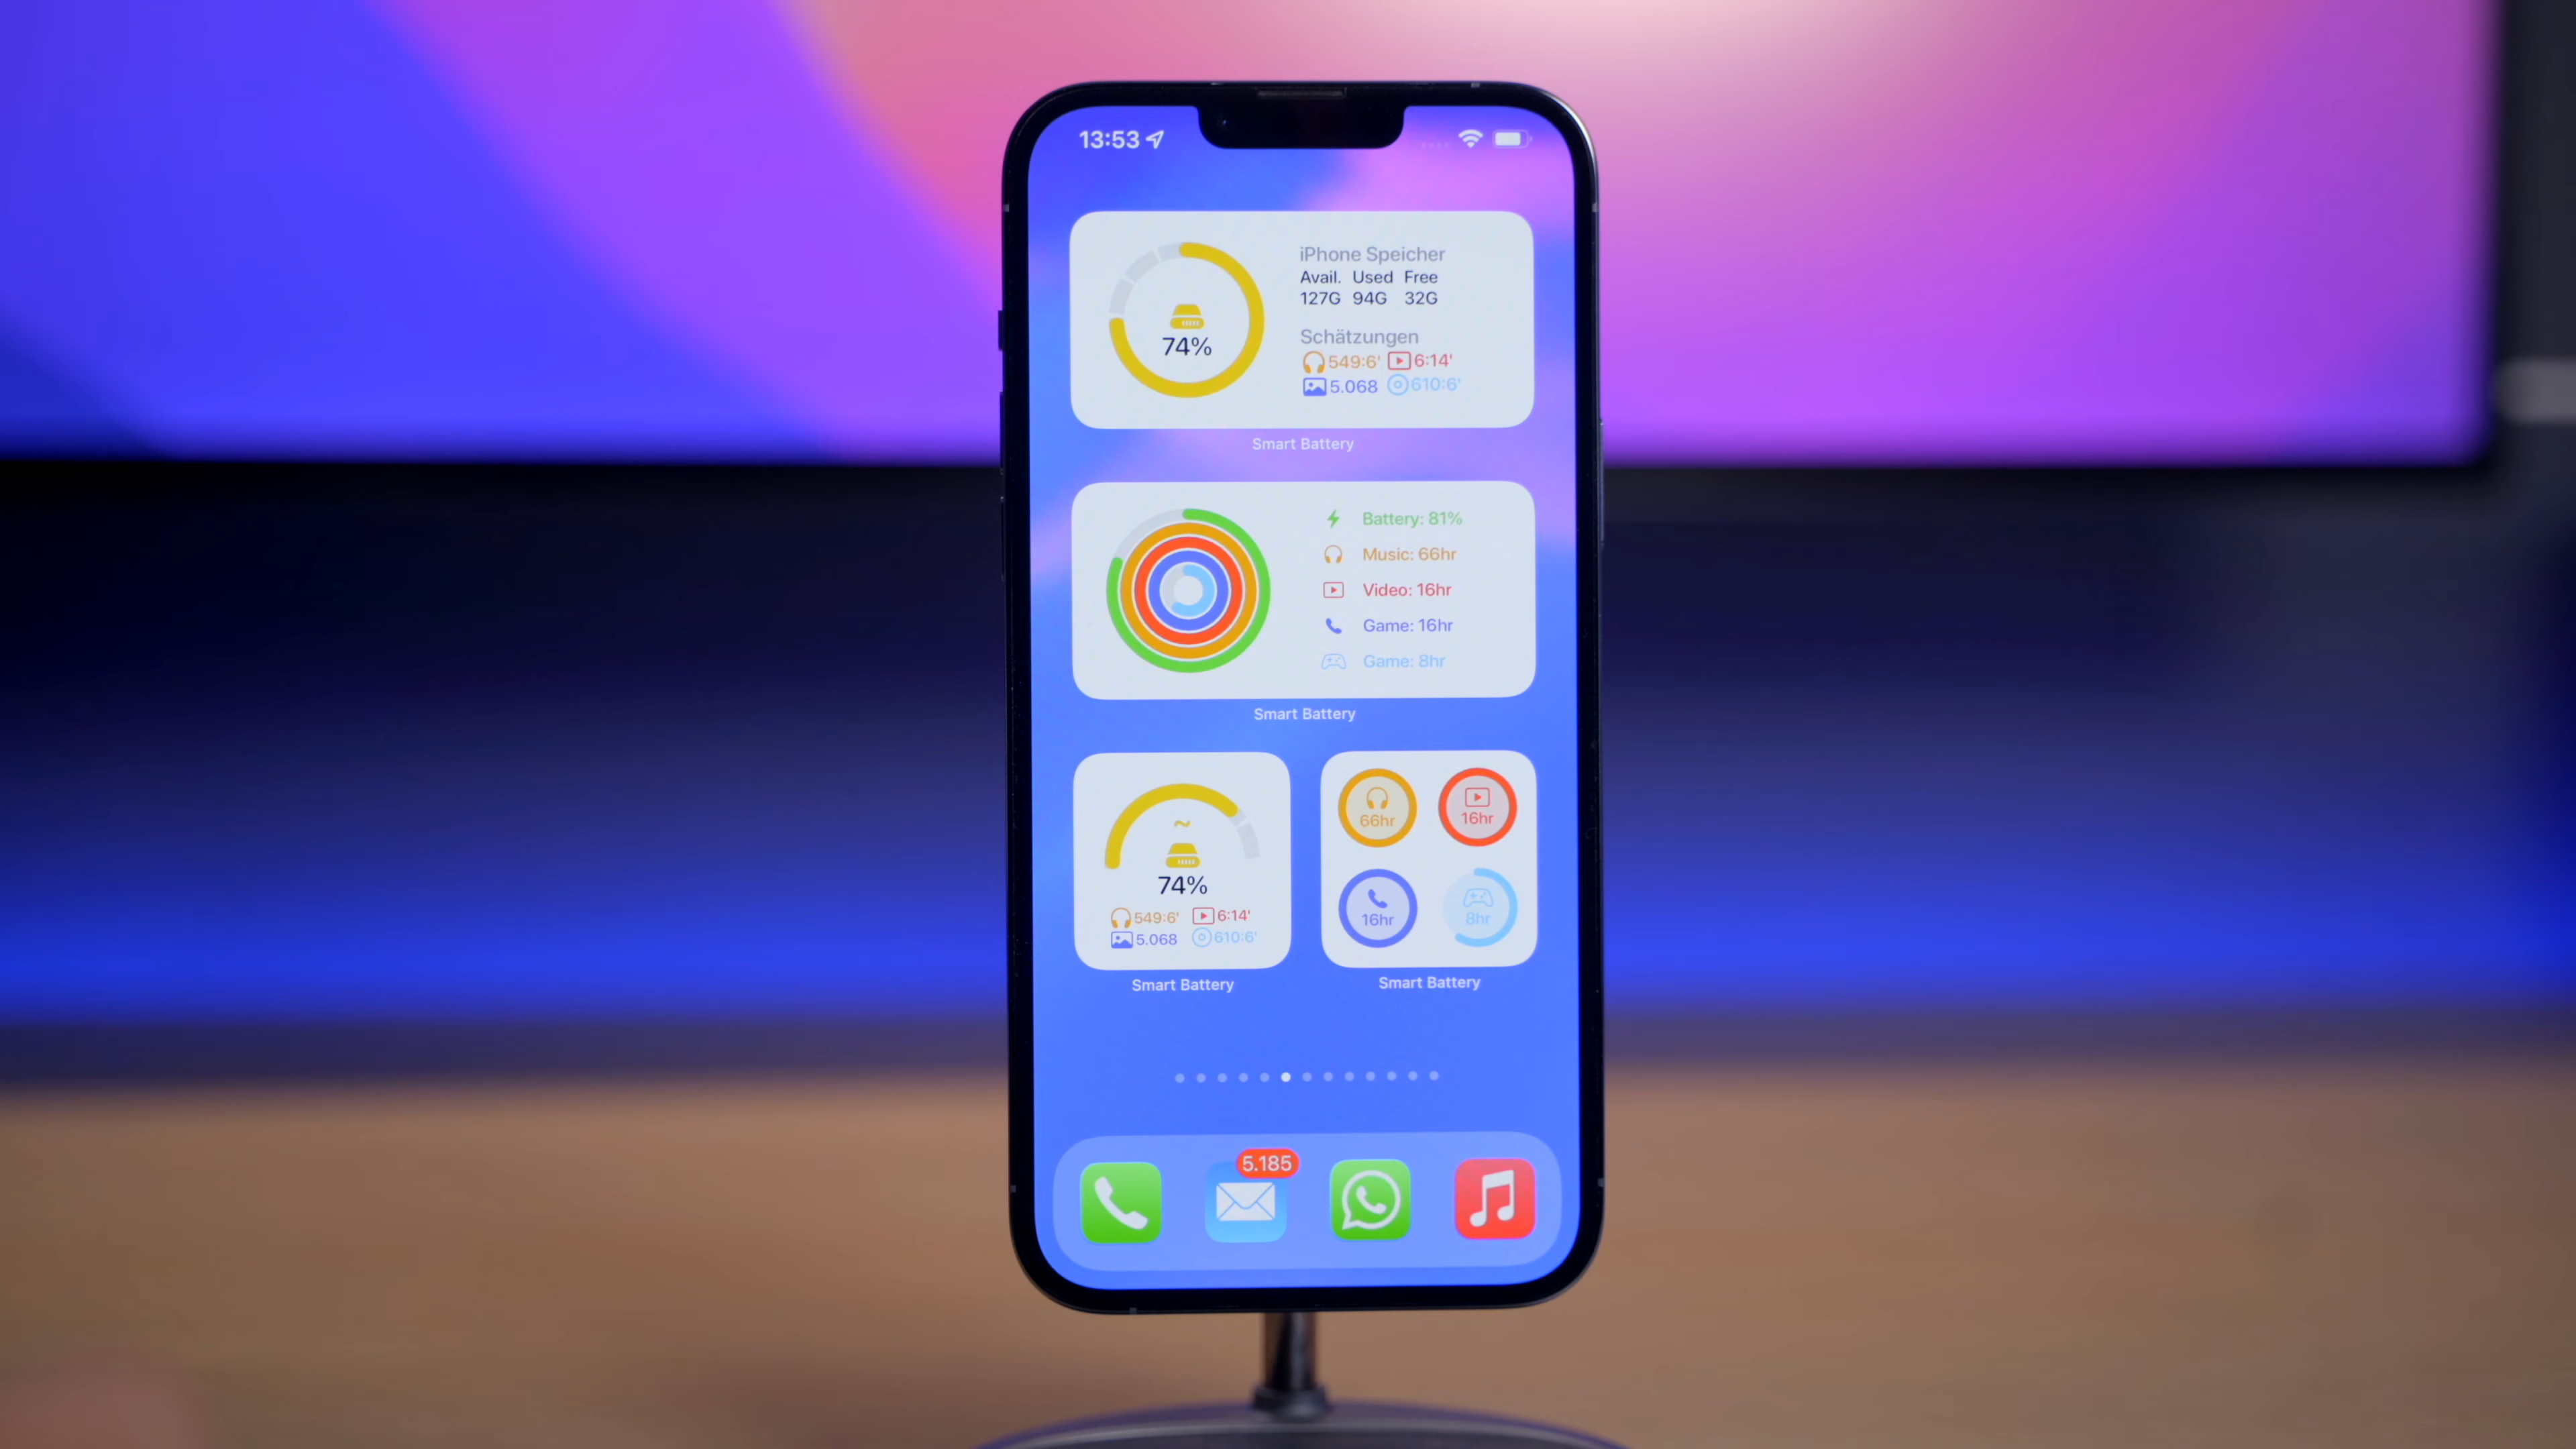 13:53
iPhone Speicher
Avail. Used Free
127G 94G 32G
74%
Schätzungen
549:6' 6:14'
5.068 610:6'
Smart Battery
Battery: 81%
Music: 66hr
Video: 16hr
Game: 16hr
Game: 8hr
Smart Battery
~
74%
549:6' 6:14'
5.068 610:6'
Smart Battery
66hr 16hr
16hr 8hr
Smart Battery
5.185